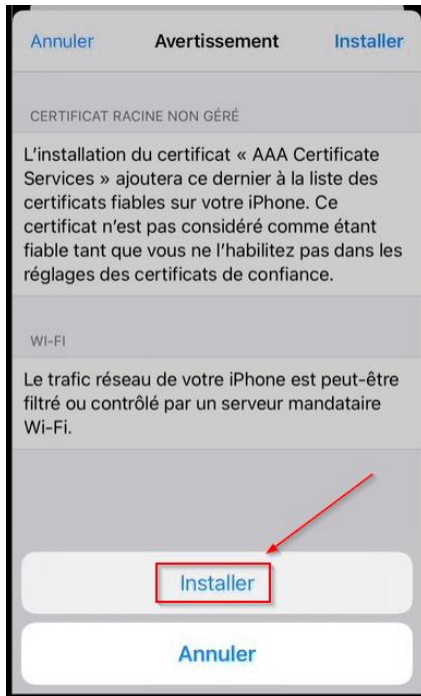 Annuler Avertissement Installer
CERTIFICAT RACINE NON GÉRÉ
L'installation du certificat « AAA Certificate
Services » ajoutera ce dernier à la liste des
certificats fiables sur votre iPhone. Ce
certificat n'est pas considéré comme étant
fiable tant que vous ne l'habilitez pas dans les
réglages des certificats de confiance.
WI-FI
Le trafic réseau de votre iPhone est peut-être
filtré ou contrôlé par un serveur mandataire
Wi-Fi.
Installer
Annuler